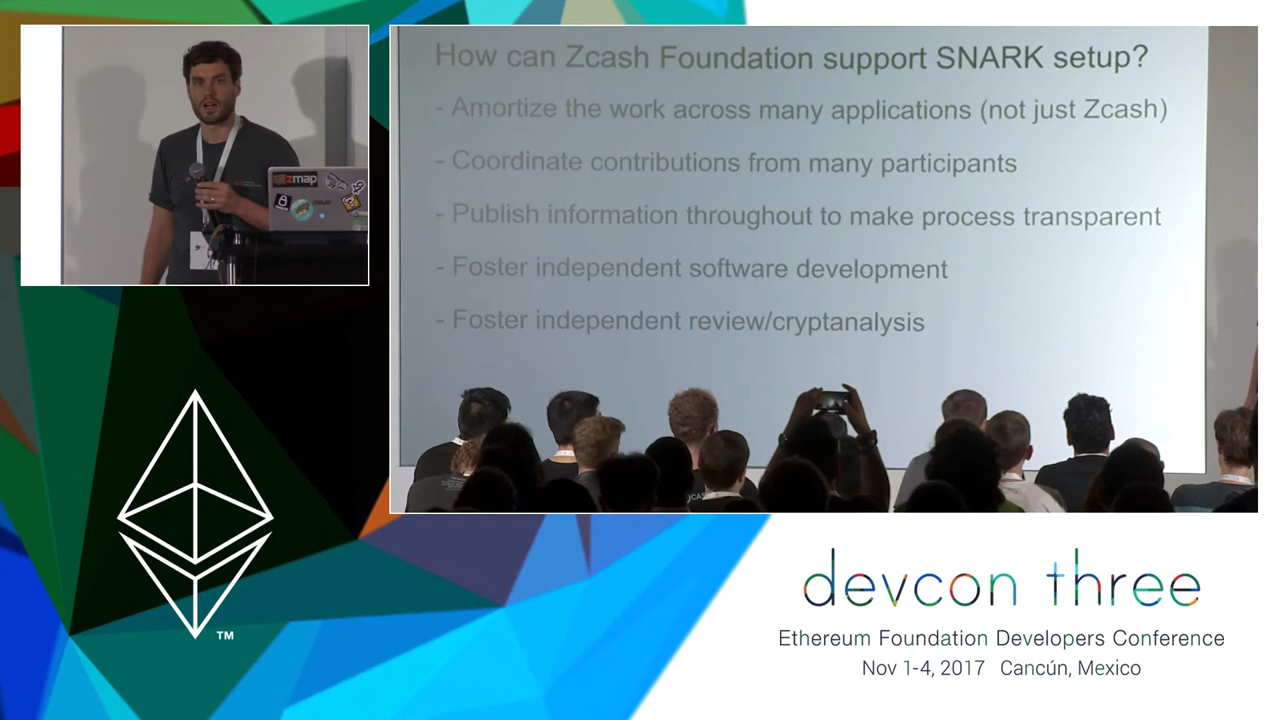 How can Zcash Foundation support SNARK setup?
- Amortize the work across many applications (not just Zcash)
- Coordinate contributions from many participants
- Publish information throughout to make process transparent
- Foster independent software development
- Foster independent review/cryptanalysis
zmap
TM
devcon three
Ethereum Foundation Developers Conference
Nov 1-4, 2017 Cancún, Mexico